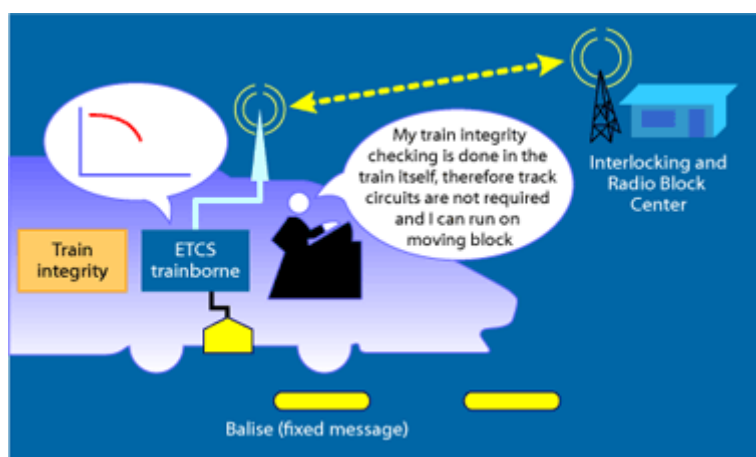 My train integrity
checking is done in the
train itself, therefore track
circuits are not required
and I can run on
moving block
Interlocking and
Radio Block
Center
Train
integrity
ETCS
trainborne
Balise (fixed message)